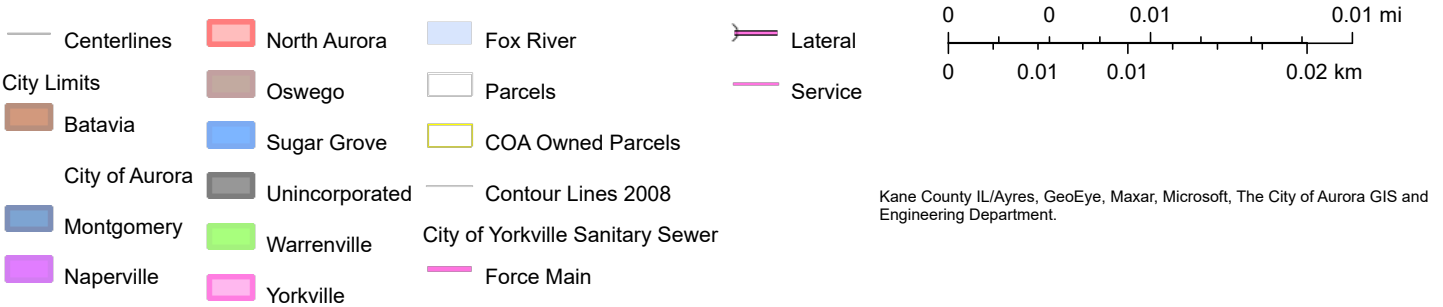 Centerlines
City Limits
Batavia
City of Aurora
Montgomery
Naperville
North Aurora
Oswego
Sugar Grove
Unincorporated
Warrenville
Yorkville
Fox River
Parcels
COA Owned Parcels
Contour Lines 2008
City of Yorkville Sanitary Sewer
Force Main
Lateral
Service
0 0 0.01 0.01 mi
0 0.01 0.01 0.02 km
Kane County IL/Ayres, GeoEye, Maxar, Microsoft, The City of Aurora GIS and
Engineering Department.